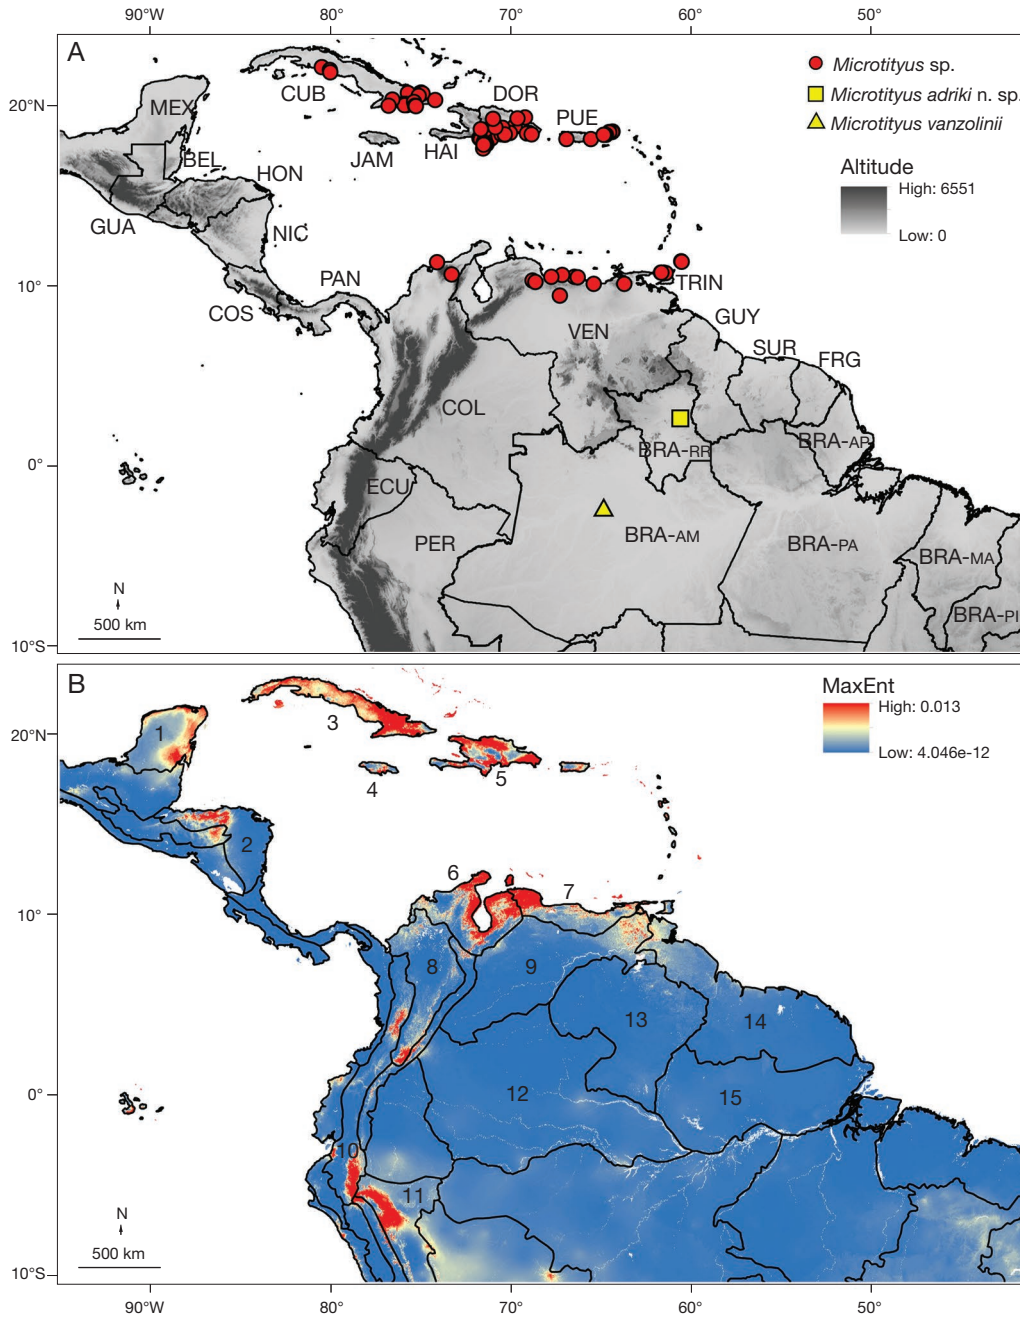 90°W
80°
70°
60°
50°
A
20°N
10°
0°
10°S
CUB
DOR
PUE
JAM
HAI
MEX
BEL
HON
GUA
NIC
PAN
COS
TRIN
VEN
GUY
SUR
FRG
COL
BRA-RR
BRA-AP
ECU
PER
BRA-AM
BRA-PA
BRA-MA
BRA-PI
Microtityus sp.
Microtityus adriki n. sp.
Microtityus vanzolinii
Altitude
High: 6551
Low: 0
N
500 km
B
MaxEnt
High: 0.013
Low: 4.046e-12
20°N
10°
0°
10°S
1
2
3
4
5
6
7
8
9
10
11
12
13
14
15
N
500 km
90°W
80°
70°
60°
50°